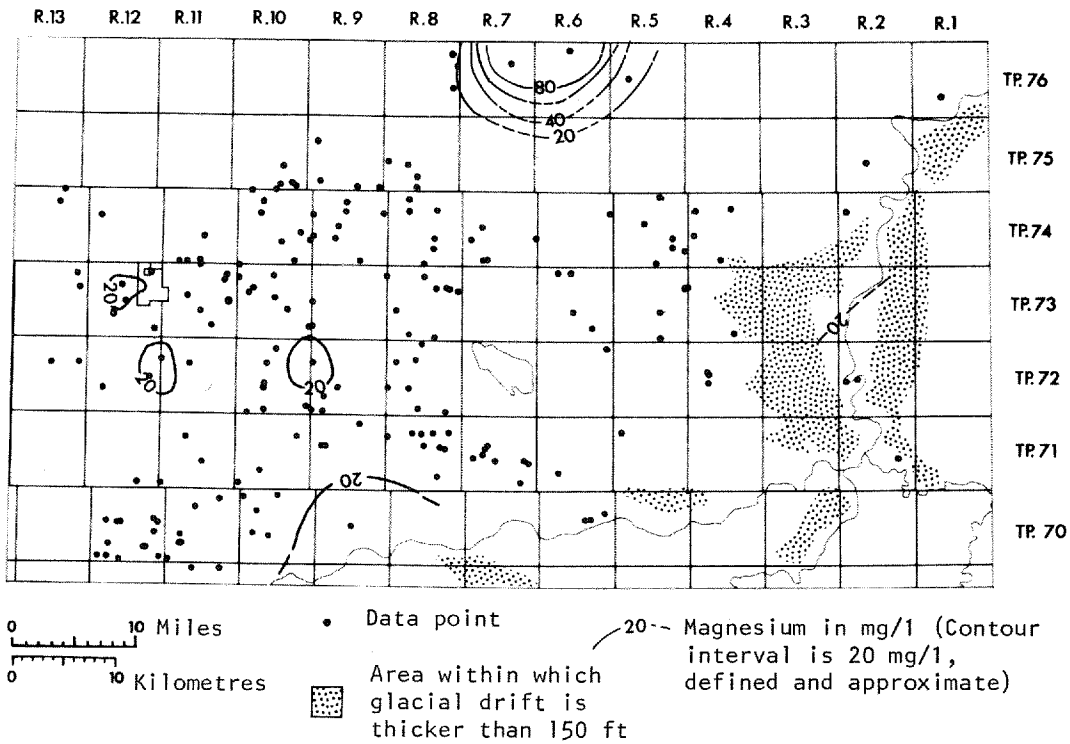 R.13 R.12 R.11 R.10 R.9 R.8 R.7 R.6 R.5 R.4 R.3 R.2 R.1
80
TP. 76
40
20
TP. 75
TP. 74
20
20
TP. 73
20
TP. 72
TP. 71
20
TP. 70
0 10 Miles
0 10 Kilometres
Data point
Area within which
glacial drift is
thicker than 150 ft
20 Magnesium in mg/l (Contour
interval is 20 mg/l,
defined and approximate)